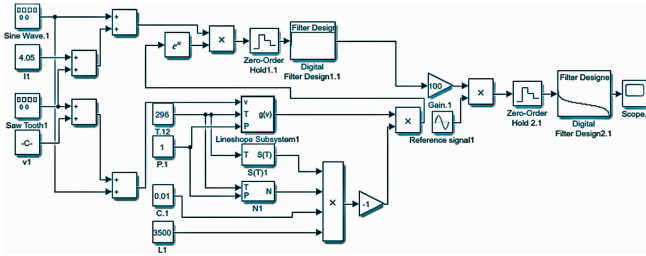 Sine Wave.1
4.05
I1
Saw Tooth1
-C-
v1
+
+
+
+
+
+
+
+
e^u
×
Zero-Order
Hold1.1
Filter Design
Digital
Filter Design1.1
296
T.12
1
P.1
v
T
P
g(v)
Lineshope Subsystem1
T
S(T)
S(T)1
T
P
N
N1
0.01
C.1
3500
L1
×
-1
×
100
Gain.1
Reference signal1
×
Zero-Order
Hold 2.1
Filter Designe
Digital
Filter Design2.1
Scope.